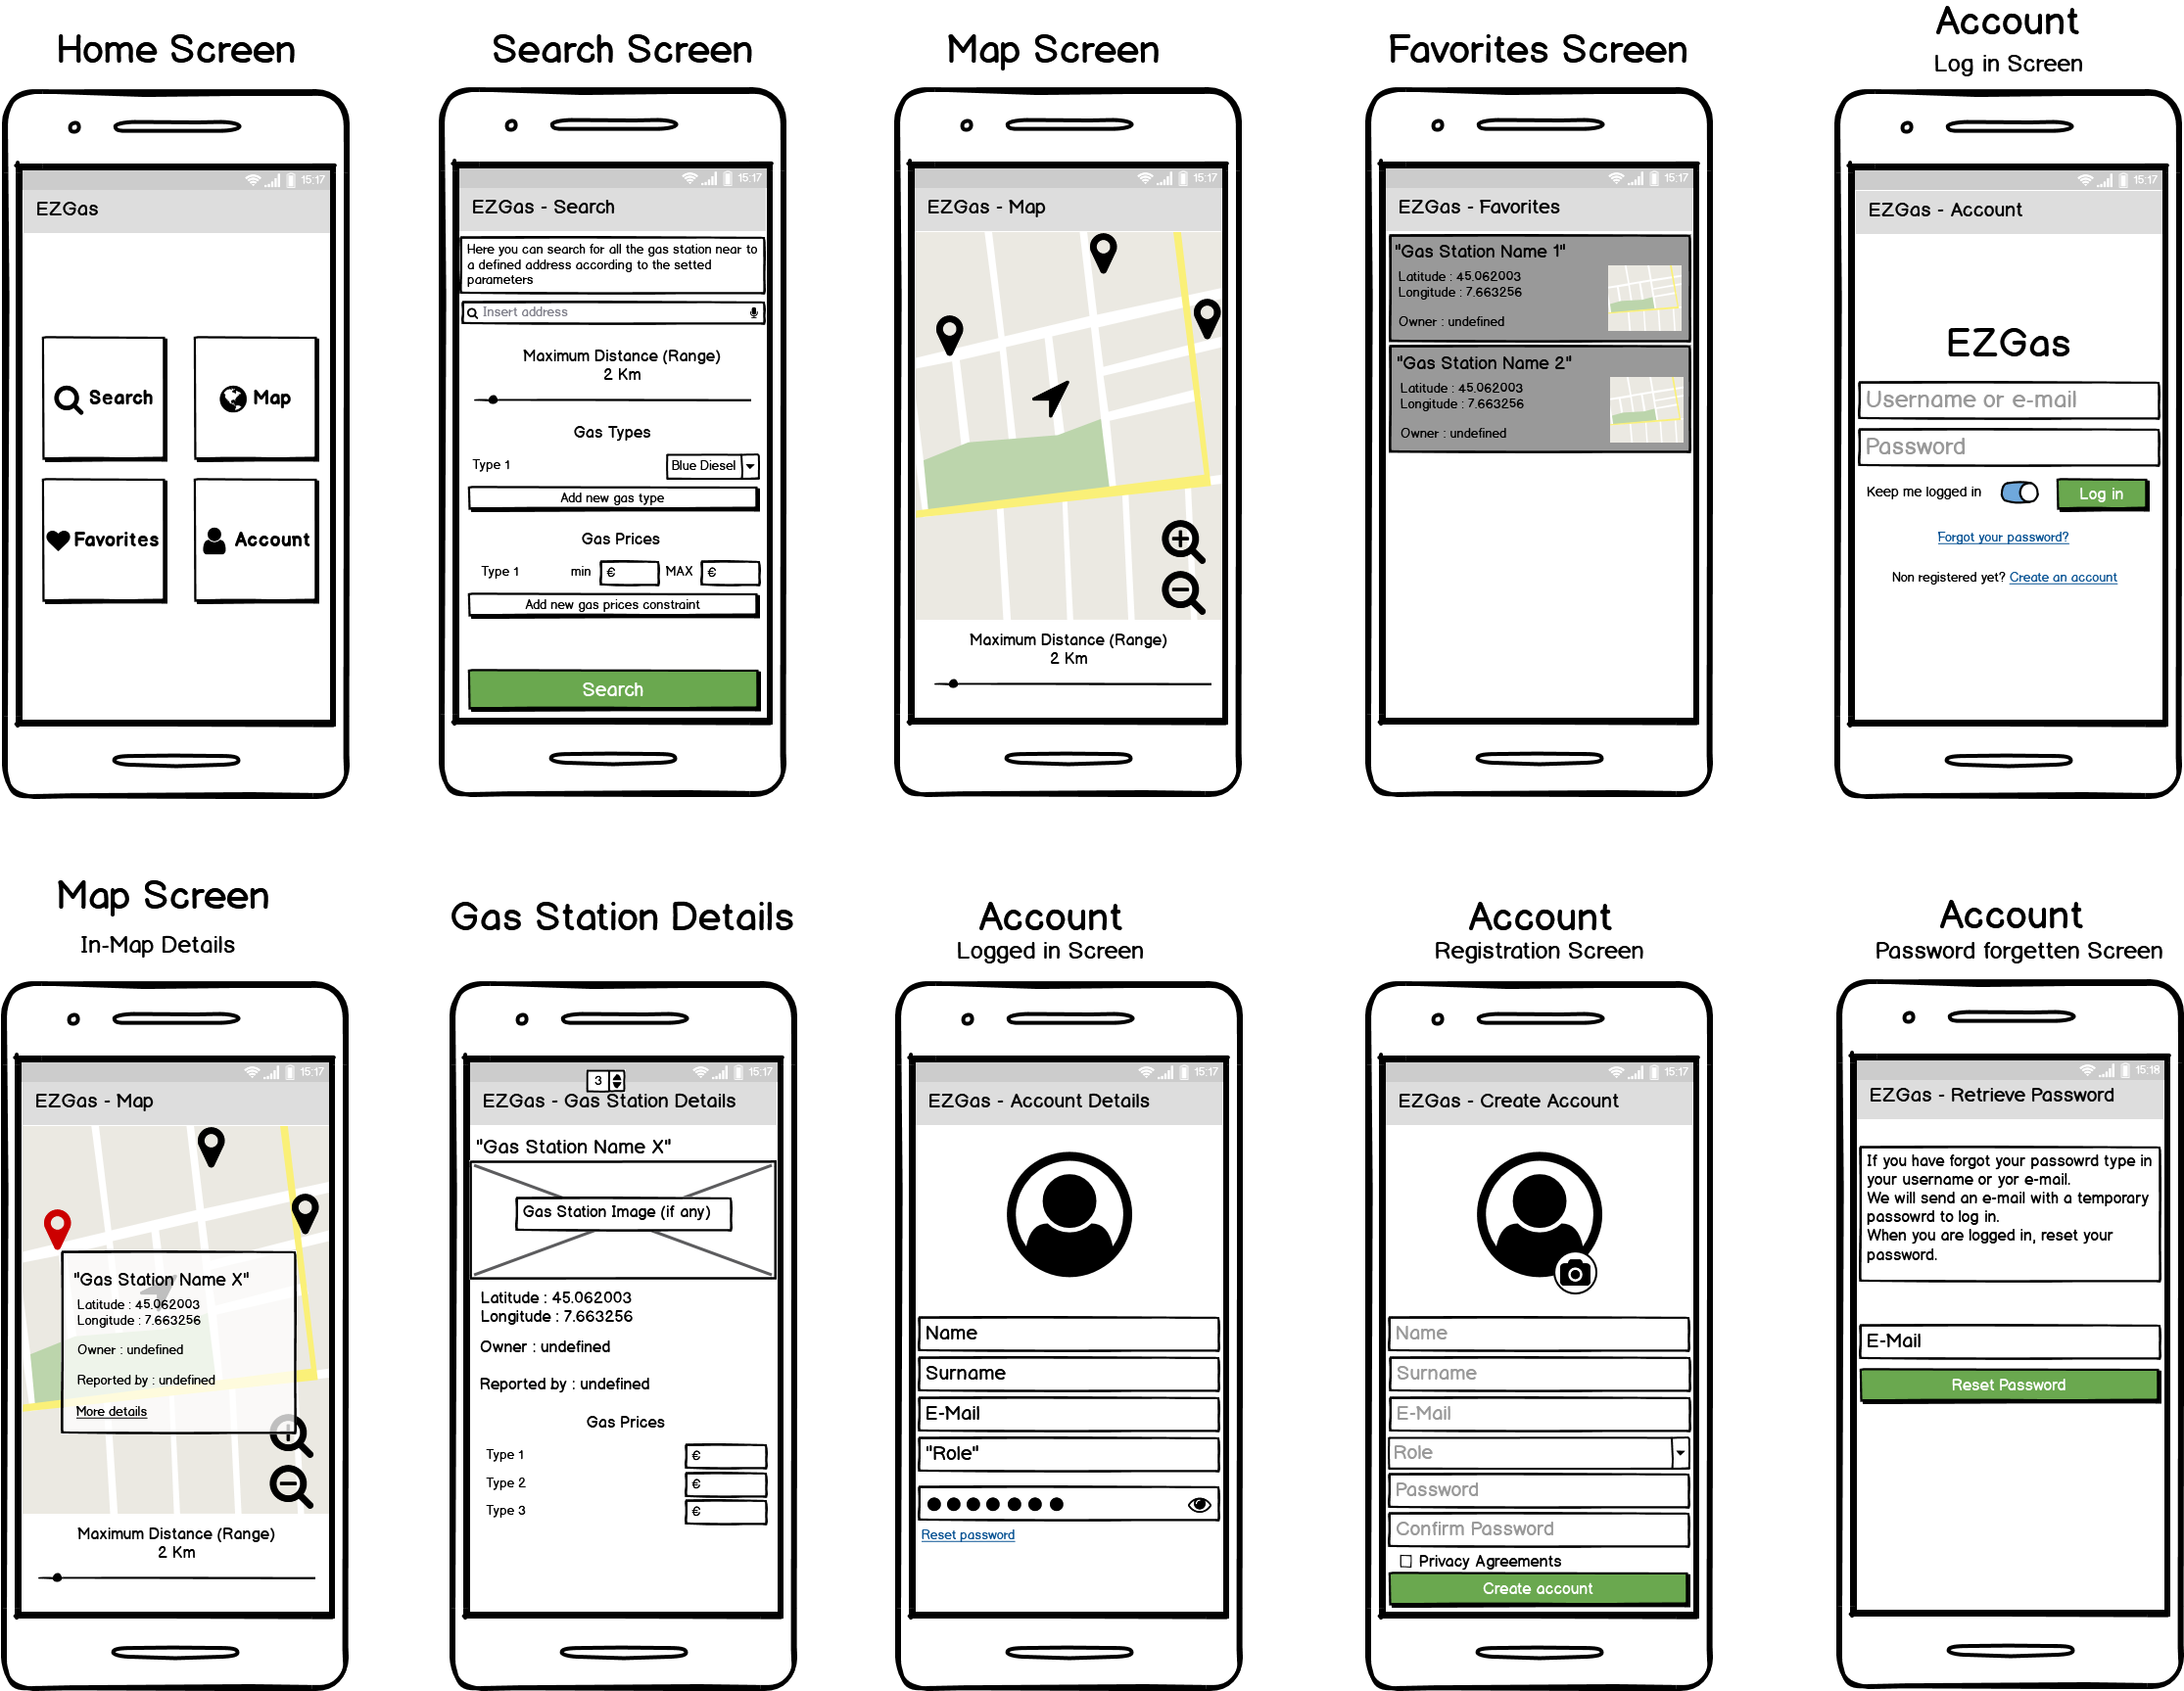 Home Screen
15:17
EZGas
Search
Map
Favorites
Account
Search Screen
15:17
EZGas - Search
Here you can search for all the gas station near to
a defined address according to the setted
parameters
Insert address
Maximum Distance (Range)
2 Km
Gas Types
Type 1
Blue Diesel
Add new gas type
Gas Prices
Type 1 min € MAX €
Add new gas prices constraint
Search
Map Screen
15:17
EZGas - Map
Maximum Distance (Range)
2 Km
Favorites Screen
15:17
EZGas - Favorites
"Gas Station Name 1"
Latitude : 45.062003
Longitude : 7.663256
Owner : undefined
"Gas Station Name 2"
Latitude : 45.062003
Longitude : 7.663256
Owner : undefined
Account
Log in Screen
15:17
EZGas - Account
EZGas
Username or e-mail
Password
Keep me logged in
Log in
Forgot your password?
Non registered yet? Create an account
Map Screen
In-Map Details
15:17
EZGas - Map
"Gas Station Name X"
Latitude : 45.062003
Longitude : 7.663256
Owner : undefined
Reported by : undefined
More details
Maximum Distance (Range)
2 Km
Gas Station Details
3
15:17
EZGas - Gas Station Details
"Gas Station Name X"
Gas Station Image (if any)
Latitude : 45.062003
Longitude : 7.663256
Owner : undefined
Reported by : undefined
Gas Prices
Type 1 €
Type 2 €
Type 3 €
Account
Logged in Screen
15:17
EZGas - Account Details
Name
Surname
E-Mail
"Role"
Reset password
Account
Registration Screen
15:17
EZGas - Create Account
Name
Surname
E-Mail
Role
Password
Confirm Password
Privacy Agreements
Create account
Account
Password forgetten Screen
15:18
EZGas - Retrieve Password
If you have forgot your passowrd type in
your username or yor e-mail.
We will send an e-mail with a temporary
passowrd to log in.
When you are logged in, reset your
password.
E-Mail
Reset Password